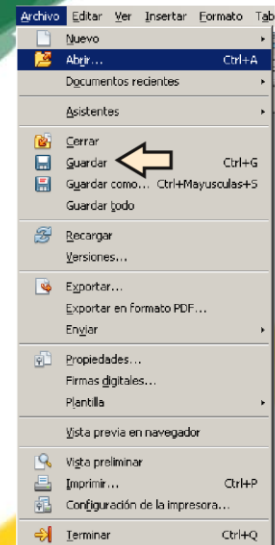 Archivo Editar Ver Insertar Formato Tab
Nuevo
Abrir... Ctrl+A
Documentos recientes
Asistentes
Cerrar
Guardar Ctrl+G
Guardar como... Ctrl+Mayusculas+S
Guardar todo
Recargar
Versiones...
Exportar...
Exportar en formato PDF...
Enviar
Propiedades...
Firmas digitales...
Plantilla
Vista previa en navegador
Vista preliminar
Imprimir... Ctrl+P
Configuración de la impresora...
Terminar Ctrl+Q